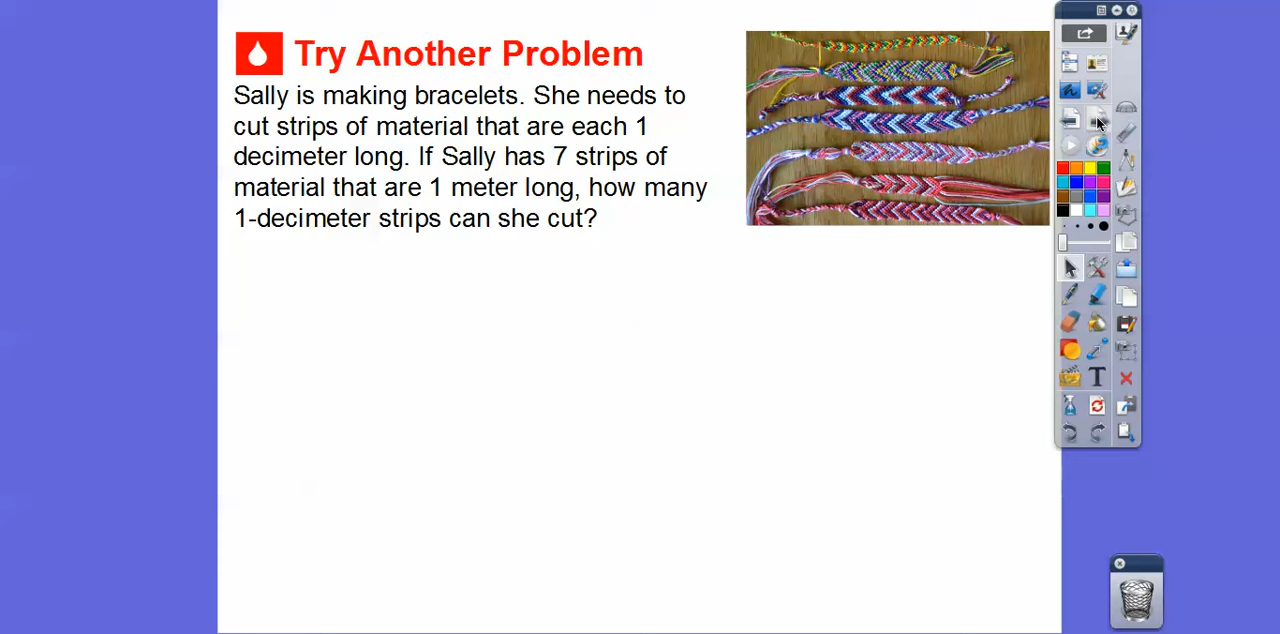 Try Another Problem
Sally is making bracelets. She needs to
cut strips of material that are each 1
decimeter long. If Sally has 7 strips of
material that are 1 meter long, how many
1-decimeter strips can she cut?
T